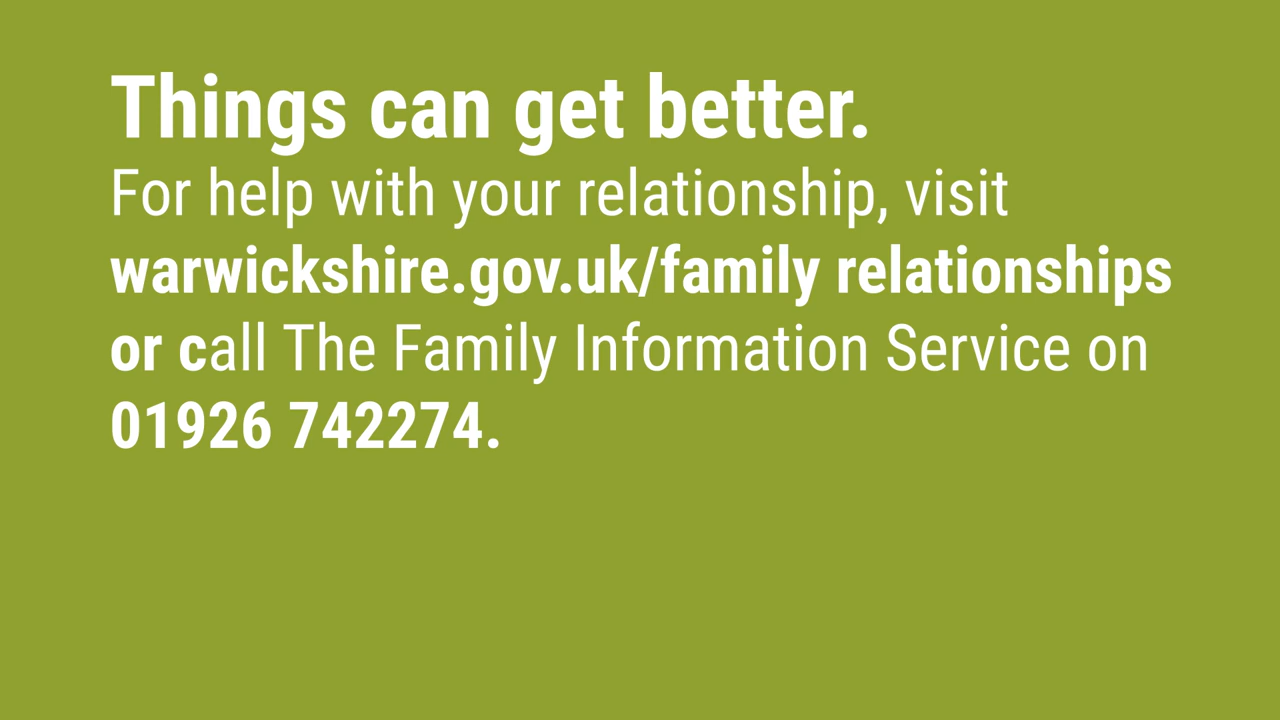 Things can get better.
For help with your relationship, visit
warwickshire.gov.uk/family relationships
or call The Family Information Service on
01926 742274.